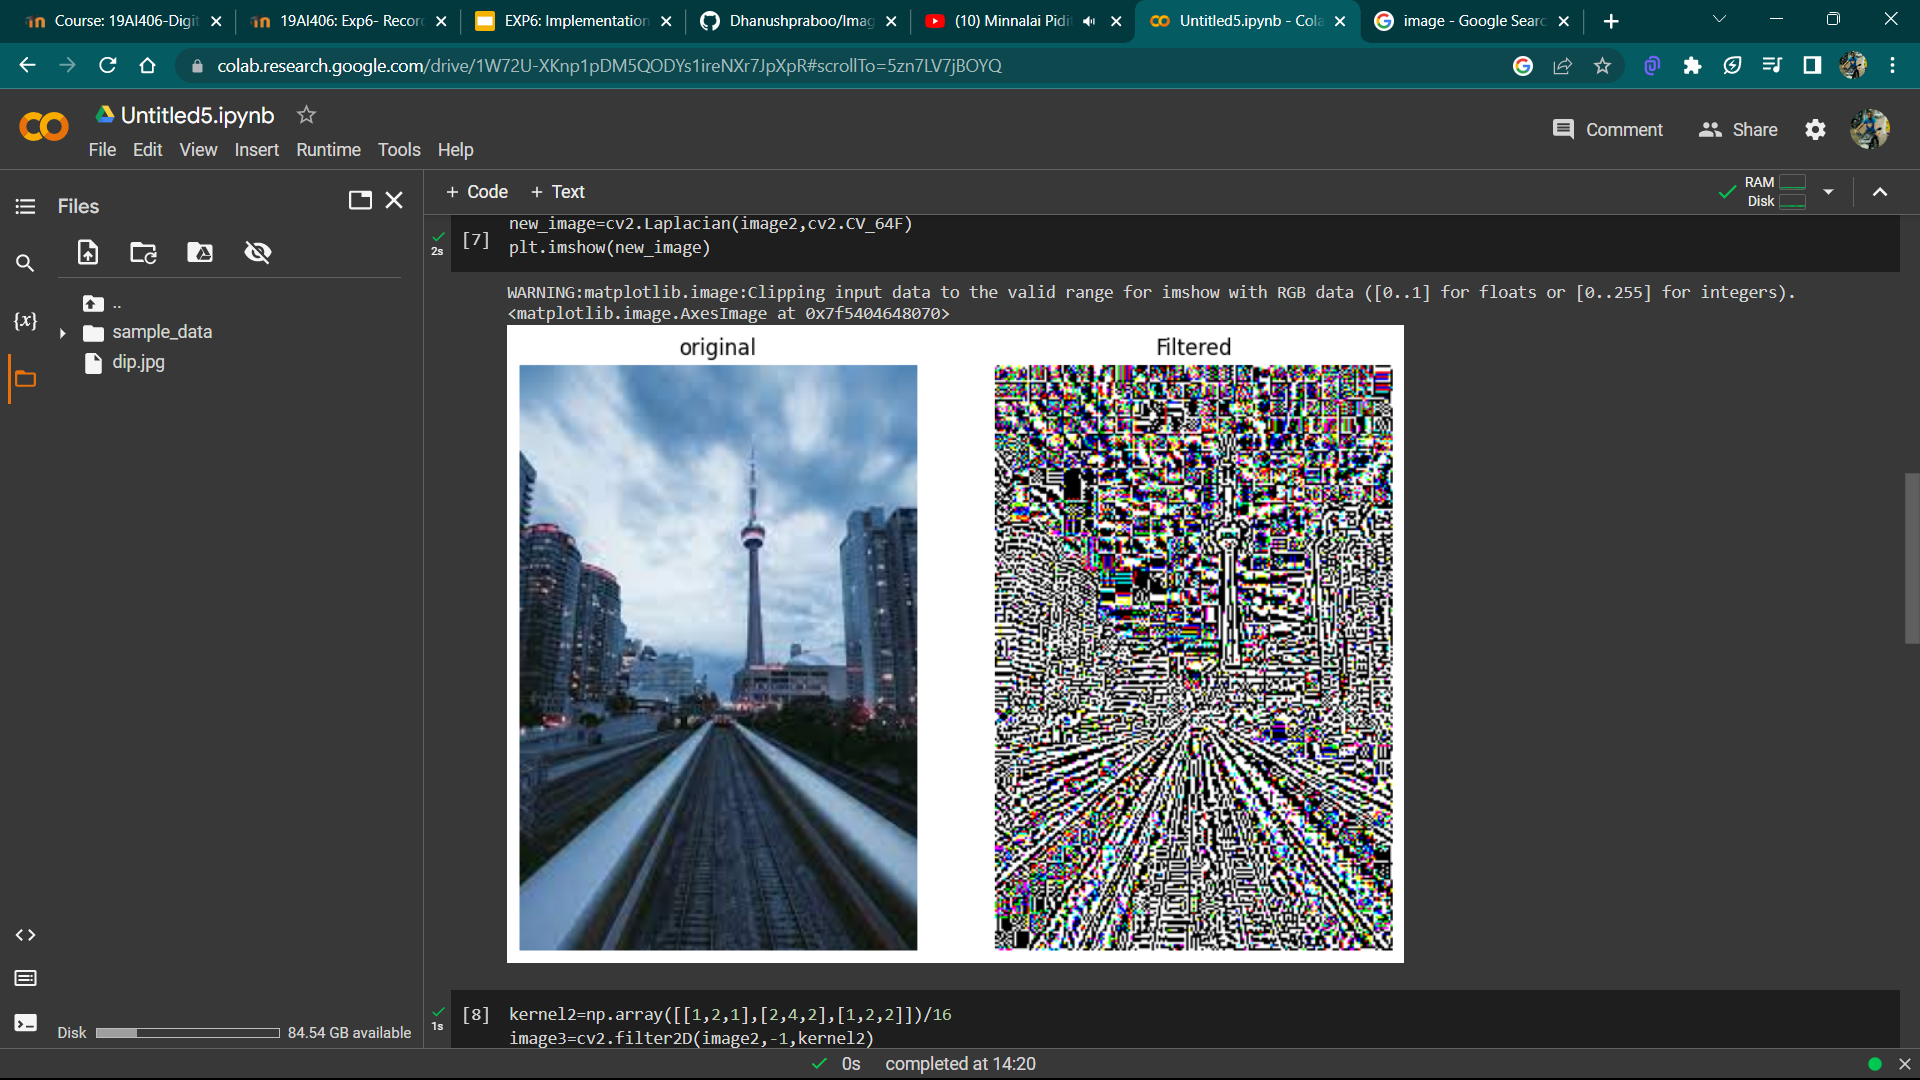 Course: 19AI406-Digit
19AI406: Exp6- Recor
EXP6: Implementation
Dhanushpraboo/Imag
(10) Minnalai Pidi
Untitled5.ipynb - Cola
image - Google Searc
colab.research.google.com/drive/1W72U-XKnp1pDM5QODYs1ireNXr7JpXpR#scrollTo=5zn7LV7jBOYQ
Untitled5.ipynb
Comment
Share
File Edit View Insert Runtime Tools Help
Files
+ Code + Text
RAM
Disk
..
sample_data
dip.jpg
{x}
2s
[7]
new_image=cv2.Laplacian(image2,cv2.CV_64F)
plt.imshow(new_image)
WARNING:matplotlib.image:Clipping input data to the valid range for imshow with RGB data ([0..1] for floats or [0..255] for integers).
<matplotlib.image.AxesImage at 0x7f5404648070>
original
Filtered
1s
[8] kernel2=np.array([[1,2,1],[2,4,2],[1,2,2]])/16
image3=cv2.filter2D(image2,-1,kernel2)
Disk 84.54 GB available
0s completed at 14:20